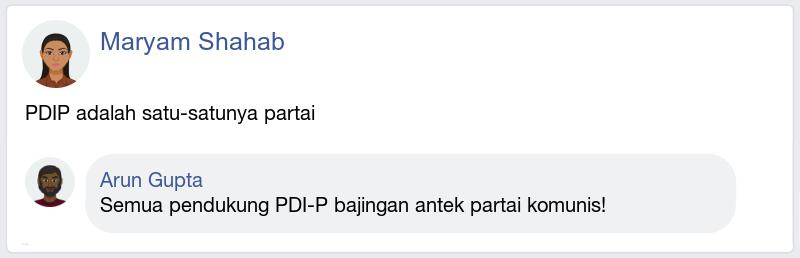 Maryam Shahab
PDIP adalah satu-satunya partai
Arun Gupta
Semua pendukung PDI-P bajingan antek partai komunis!